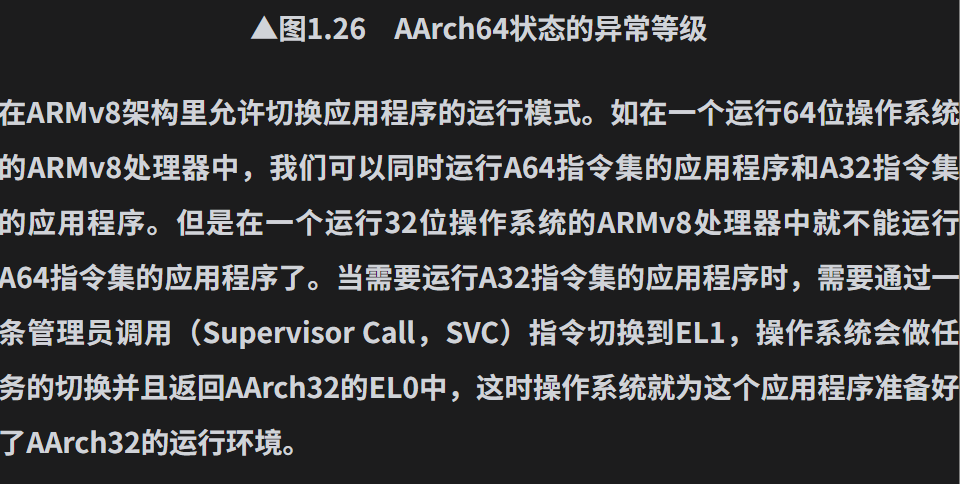 ▲图1.26　AArch64状态的异常等级
在ARMv8架构里允许切换应用程序的运行模式。如在一个运行64位操作系统
的ARMv8处理器中，我们可以同时运行A64指令集的应用程序和A32指令集
的应用程序。但是在一个运行32位操作系统的ARMv8处理器中就不能运行
A64指令集的应用程序了。当需要运行A32指令集的应用程序时，需要通过一
条管理员调用（Supervisor Call，SVC）指令切换到EL1，操作系统会做任
务的切换并且返回AArch32的EL0中，这时操作系统就为这个应用程序准备好
了AArch32的运行环境。